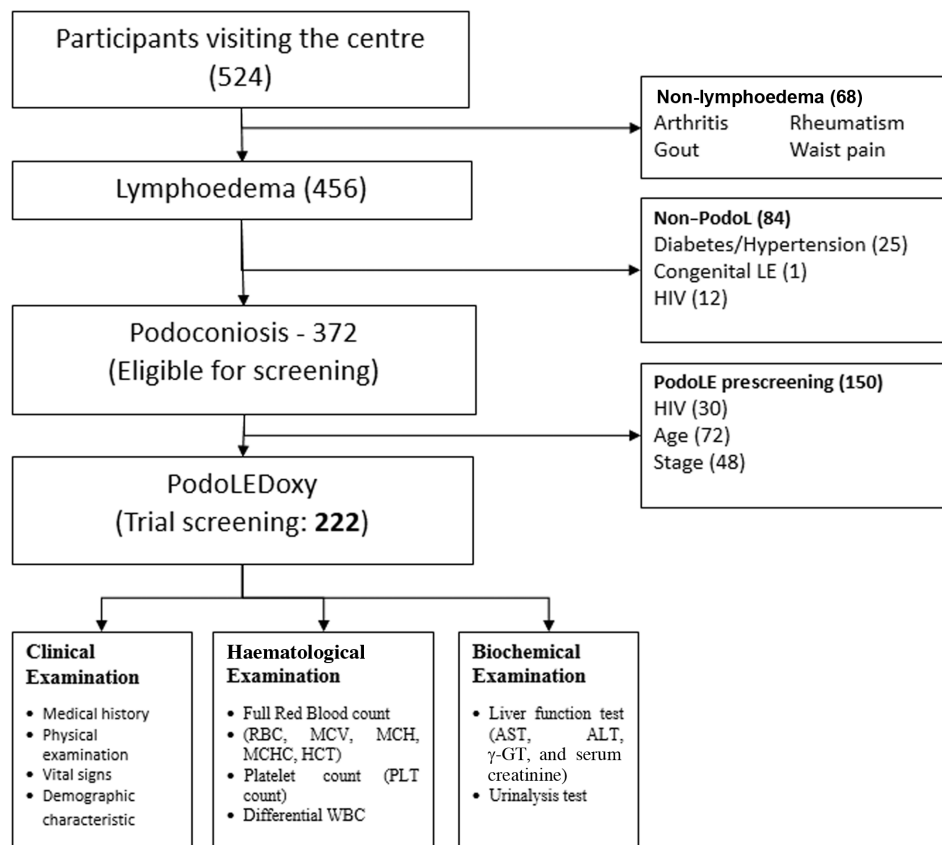 Participants visiting the centre
(524)
Non-lymphoedema (68)
Arthritis Rheumatism
Gout Waist pain
Lymphoedema (456)
Non-PodoL (84)
Diabetes/Hypertension (25)
Congenital LE (1)
HIV (12)
Podoconiosis - 372
(Eligible for screening)
PodoLE prescreening (150)
HIV (30)
Age (72)
Stage (48)
PodoLEDoxy
(Trial screening: 222)
Clinical
Examination
• Medical history
• Physical
examination
• Vital signs
• Demographic
characteristic
Haematological
Examination
• Full Red Blood count
• (RBC, MCV, MCH,
MCHC, HCT)
• Platelet count (PLT
count)
• Differential WBC
Biochemical
Examination
• Liver function test
(AST, ALT,
γ-GT, and serum
creatinine)
• Urinalysis test